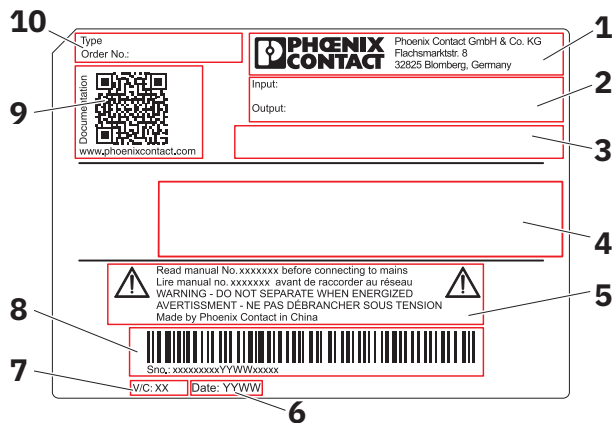 10
Type
Order No.:
PHŒNIX
CONTACT
Phoenix Contact GmbH & Co. KG
Flachsmarktstr. 8
32825 Blomberg, Germany
1
Input:
Output:
2
9
Documentation
www.phoenixcontact.com
3
4
Read manual No. xxxxxxx before connecting to mains
Lire manual no. xxxxxxx avant de raccorder au réseau
WARNING - DO NOT SEPARATE WHEN ENERGIZED
AVERTISSMENT - NE PAS DÉBRANCHER SOUS TENSION
Made by Phoenix Contact in China
5
8
Sno.: xxxxxxxxxYYWWxxxxx
7
V/C: XX
Date: YYWW
6